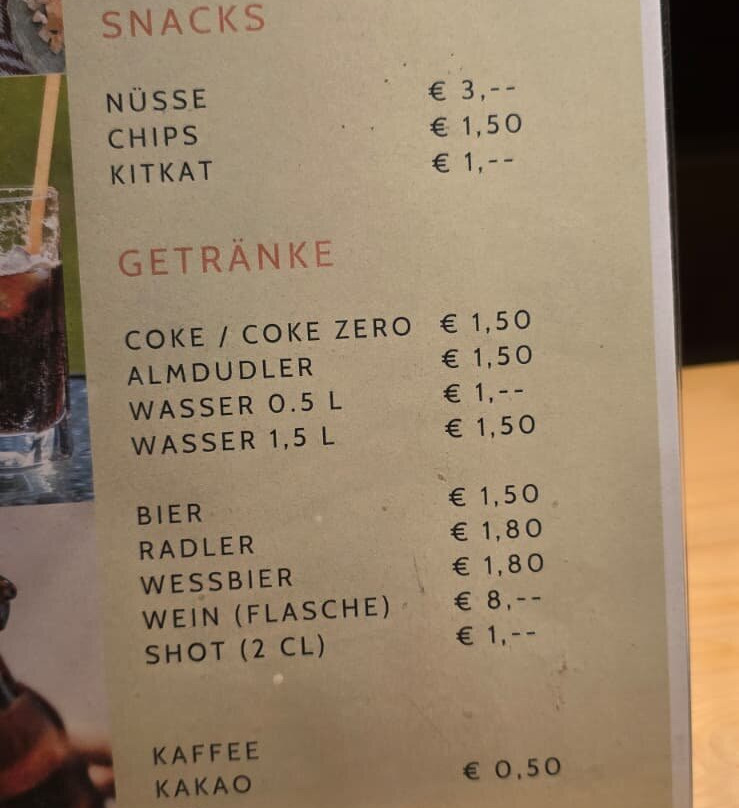 SNACKS
NÜSSE € 3,--
CHIPS € 1,50
KITKAT € 1,--
GETRÄNKE
COKE / COKE ZERO € 1,50
ALMDUDLER € 1,50
WASSER 0.5 L € 1,--
WASSER 1,5 L € 1,50
BIER € 1,50
RADLER € 1,80
WESSBIER € 1,80
WEIN (FLASCHE) € 8,--
SHOT (2 CL) € 1,--
KAFFEE
KAKAO € 0,50